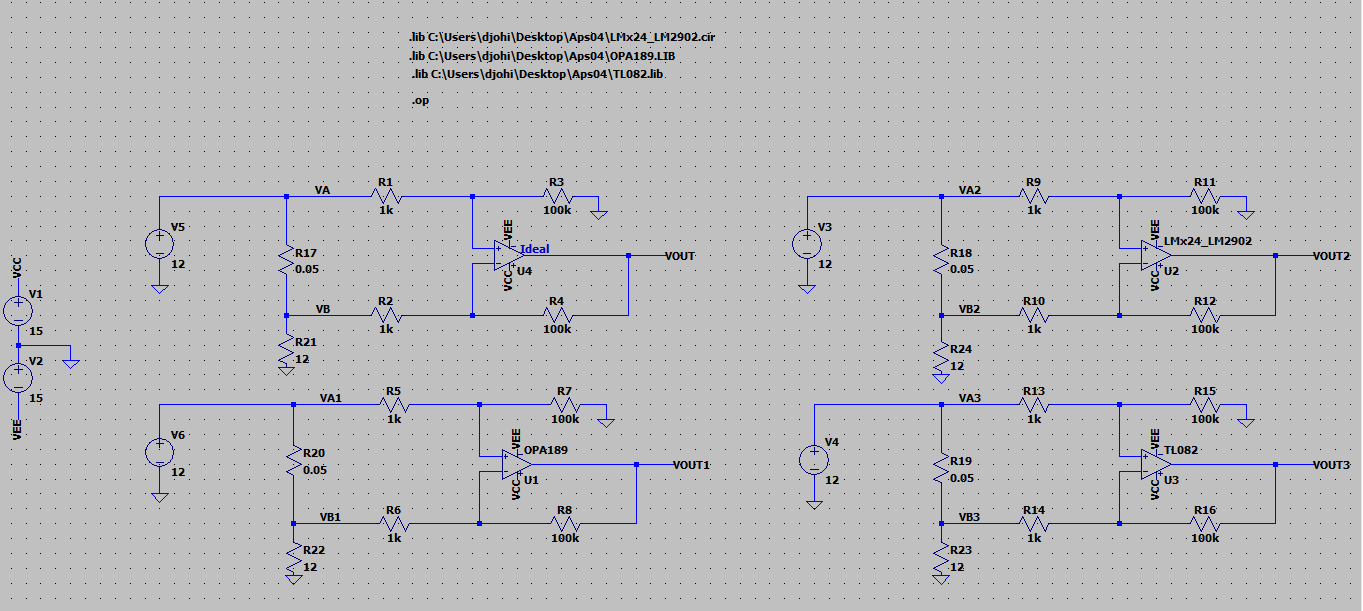 .lib C:\Users\djohi\Desktop\Aps04\LMx24_LM2902.cir
.lib C:\Users\djohi\Desktop\Aps04\OPA189.LIB
.lib C:\Users\djohi\Desktop\Aps04\TL082.lib
.op
VCC
V1
15
V2
15
VEE
V5
12
VA
R1
1k
R3
100k
R17
0.05
VEE
Ideal
U4
VCC
VOUT
VB
R2
1k
R4
100k
R21
12
V3
12
VA2
R9
1k
R11
100k
R18
0.05
VEE
LMx24_LM2902
U2
VCC
VOUT2
VB2
R10
1k
R12
100k
R24
12
V6
12
VA1
R5
1k
R7
100k
R20
0.05
VEE
OPA189
U1
VCC
VOUT1
VB1
R6
1k
R8
100k
R22
12
V4
12
VA3
R13
1k
R15
100k
R19
0.05
VEE
TL082
U3
VCC
VOUT3
VB3
R14
1k
R16
100k
R23
12